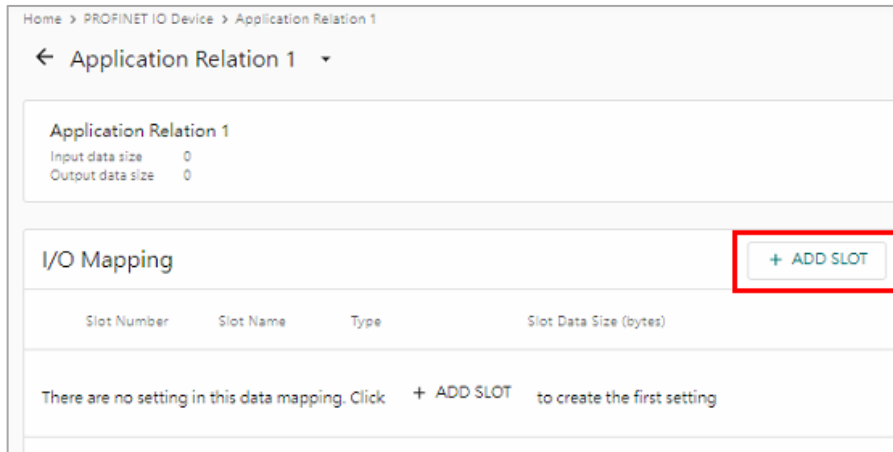 Home > PROFINET IO Device > Application Relation 1
← Application Relation 1
Application Relation 1
Input data size 0
Output data size 0
I/O Mapping + ADD SLOT
Slot Number Slot Name Type Slot Data Size (bytes)
There are no setting in this data mapping. Click + ADD SLOT to create the first setting